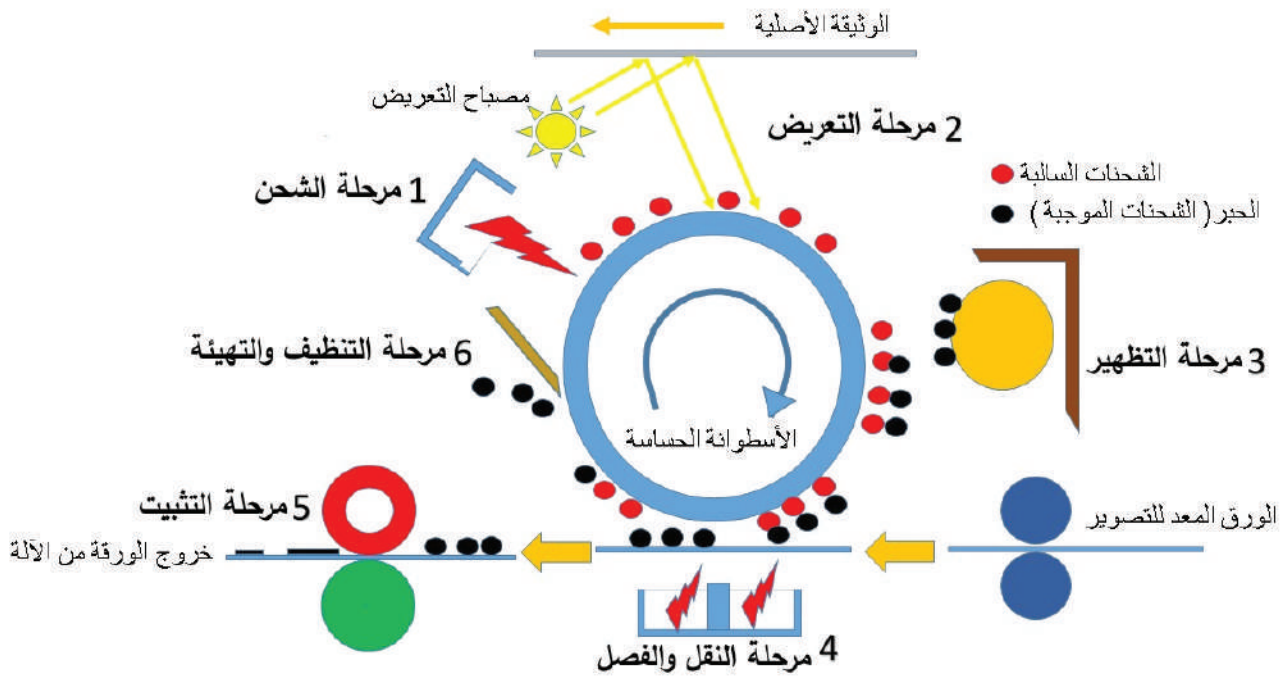 الوثيقة الأصلية
مصباح التعريض
2 مرحلة التعريض
1 مرحلة الشحن
الشحنات السالبة
الحبر ( الشحنات الموجبة )
6 مرحلة التنظيف والتهيئة
3 مرحلة التظهير
الأسطوانة الحساسة
5 مرحلة التثبيت
الورق المعد للتصوير
خروج الورقة من الآلة
4 مرحلة النقل والفصل